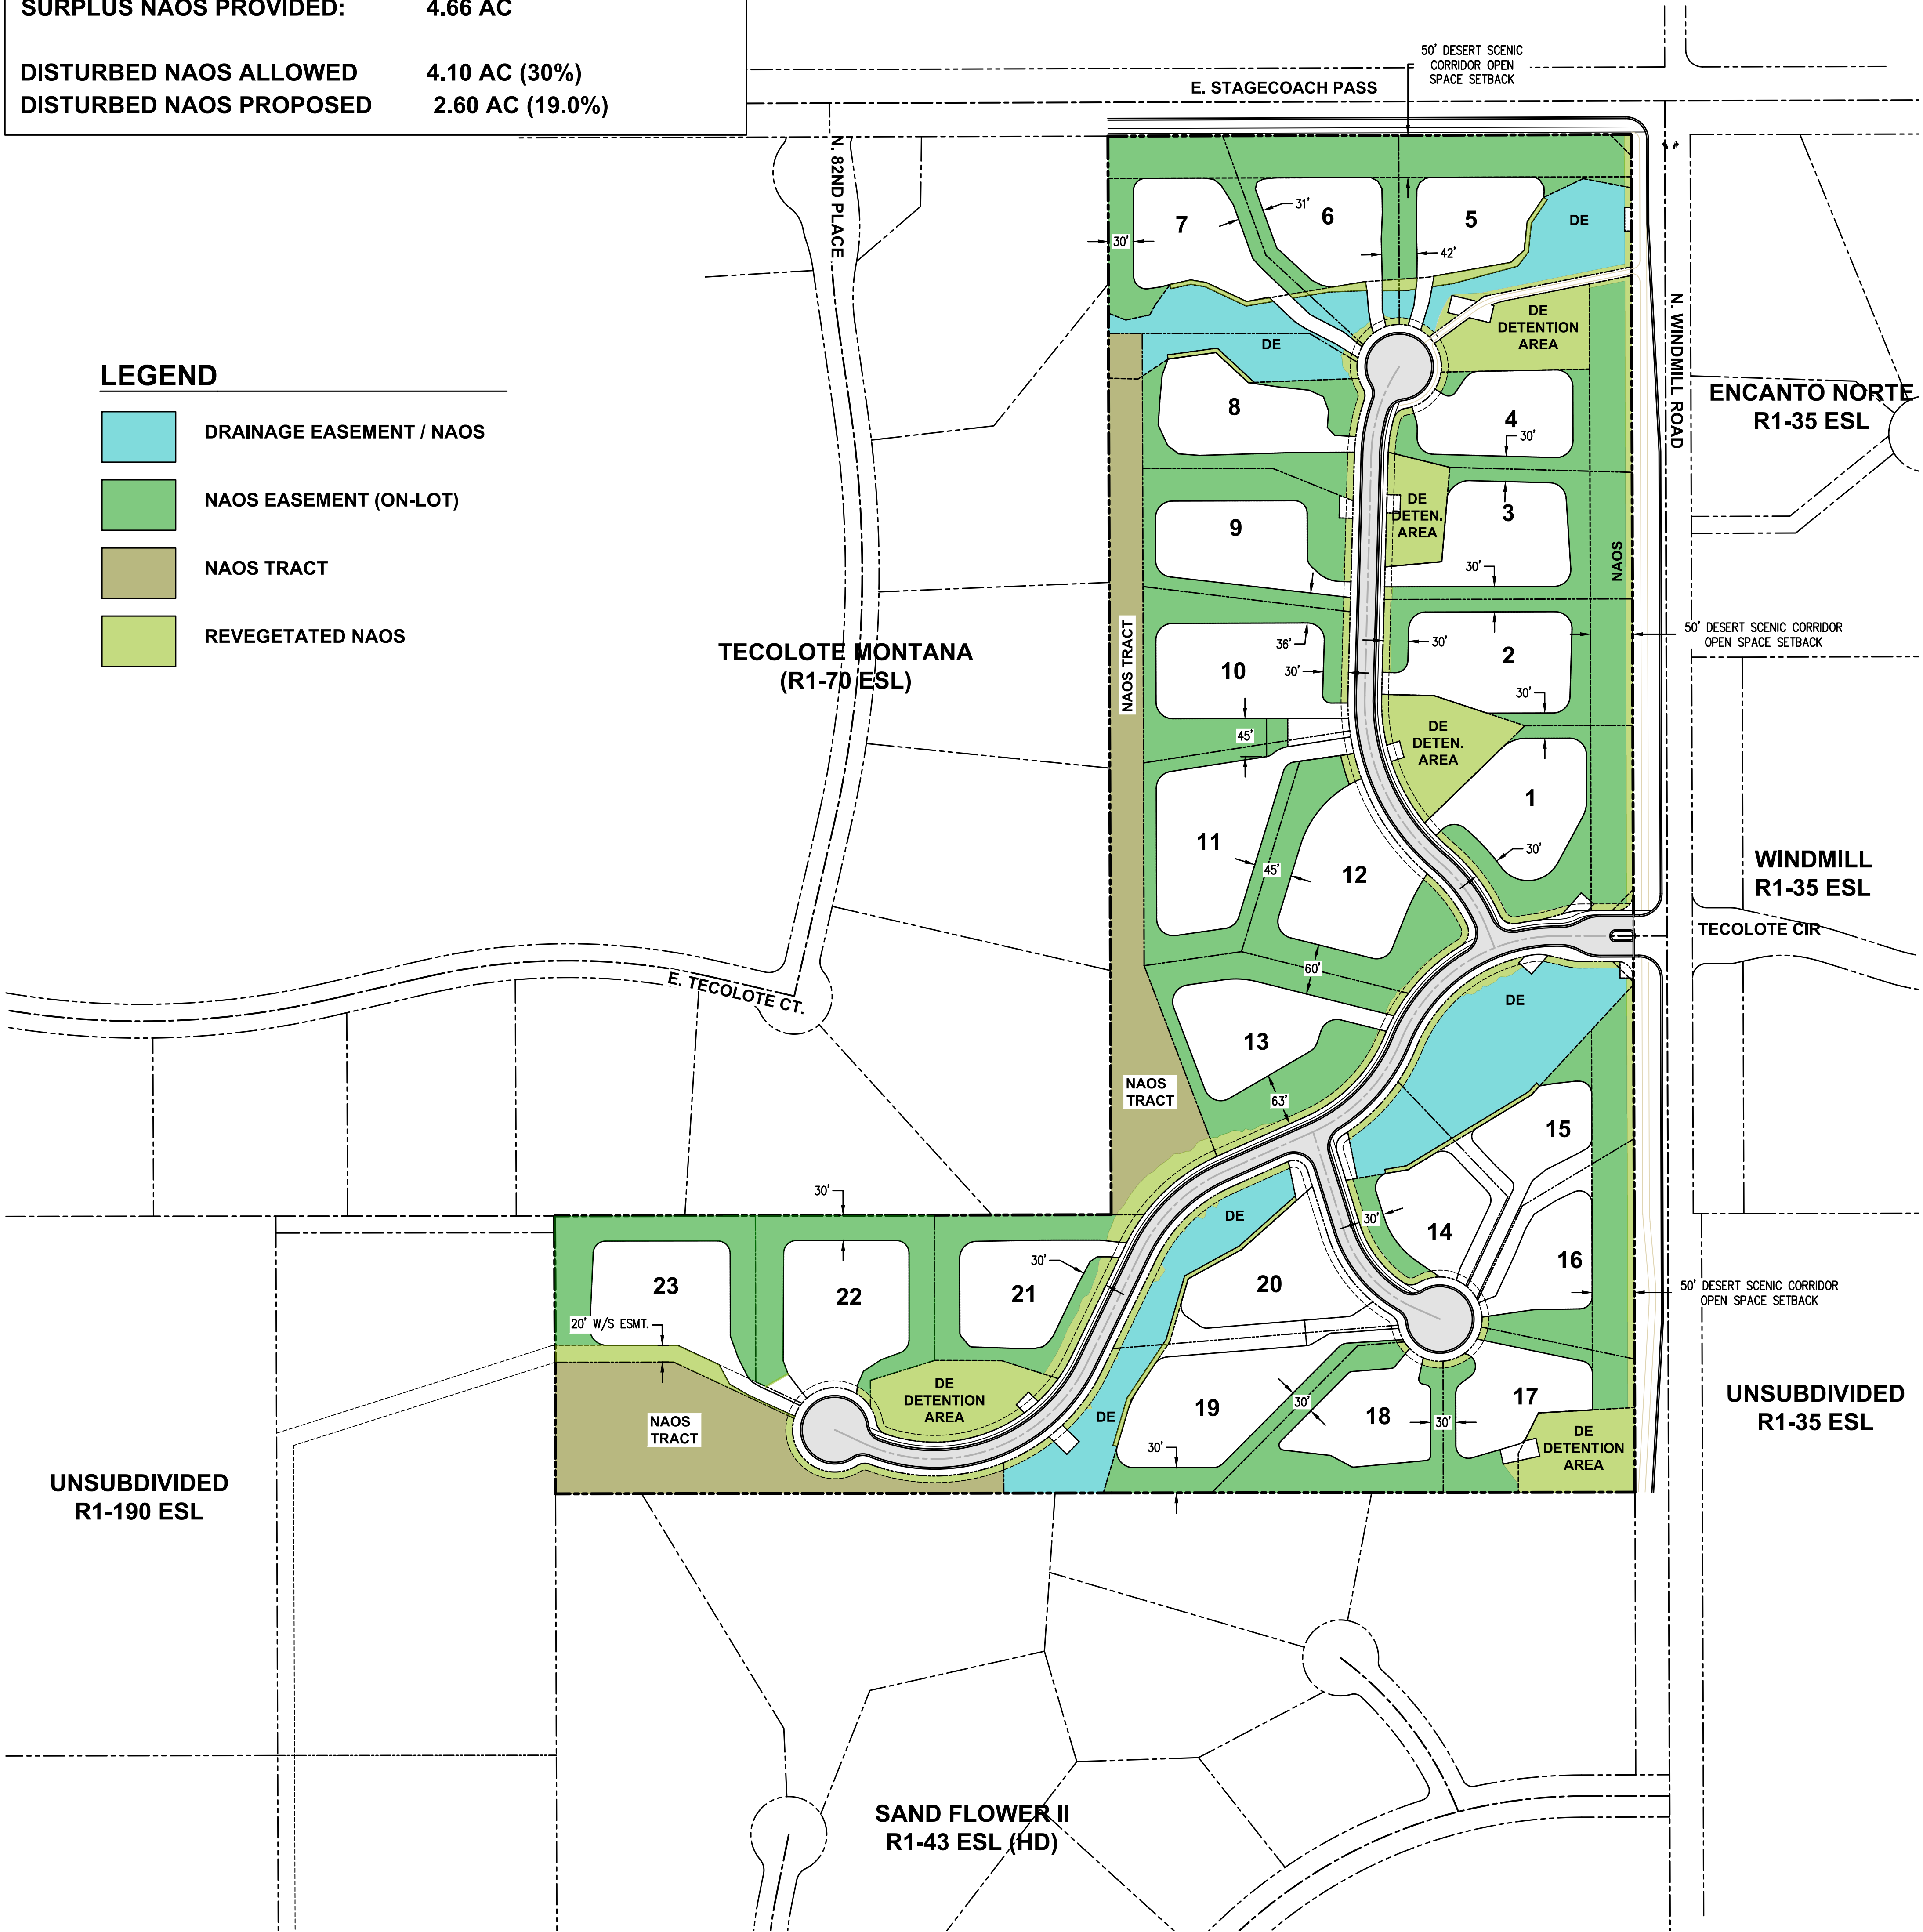 SURPLUS NAOS PROVIDED: 4.66 AC
DISTURBED NAOS ALLOWED 4.10 AC (30%)
DISTURBED NAOS PROPOSED 2.60 AC (19.0%)
50' DESERT SCENIC
CORRIDOR OPEN
SPACE SETBACK
E. STAGECOACH PASS
N. 82ND PLACE
N. WINDMILL ROAD
LEGEND
DRAINAGE EASEMENT / NAOS
NAOS EASEMENT (ON-LOT)
NAOS TRACT
REVEGETATED NAOS
7
31'
6
5
DE
30'
42'
DE
DETENTION
AREA
DE
8
4
30'
ENCANTO NORTE
R1-35 ESL
9
DE
DETEN.
AREA
3
30'
NAOS
NAOS TRACT
50' DESERT SCENIC CORRIDOR
OPEN SPACE SETBACK
TECOLOTE MONTANA
(R1-70 ESL)
36'
30'
10
30'
2
30'
45'
DE
DETEN.
AREA
1
30'
11
45'
12
WINDMILL
R1-35 ESL
TECOLOTE CIR
60'
E. TECOLOTE CT.
DE
13
NAOS
TRACT
63'
15
30'
DE
30'
14
16
30'
23
22
21
20
50' DESERT SCENIC CORRIDOR
OPEN SPACE SETBACK
20' W/S ESMT.
DE
DETENTION
AREA
NAOS
TRACT
DE
19
30'
18
30'
17
30'
DE
DETENTION
AREA
UNSUBDIVIDED
R1-35 ESL
UNSUBDIVIDED
R1-190 ESL
SAND FLOWER II
R1-43 ESL (HD)